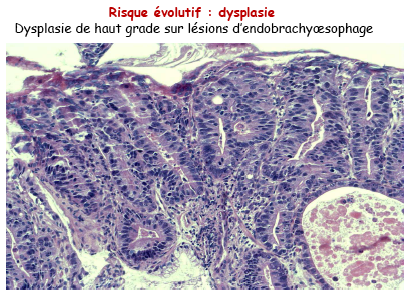 Risque évolutif : dysplasie
Dysplasie de haut grade sur lésions d'endobrachyœsophage